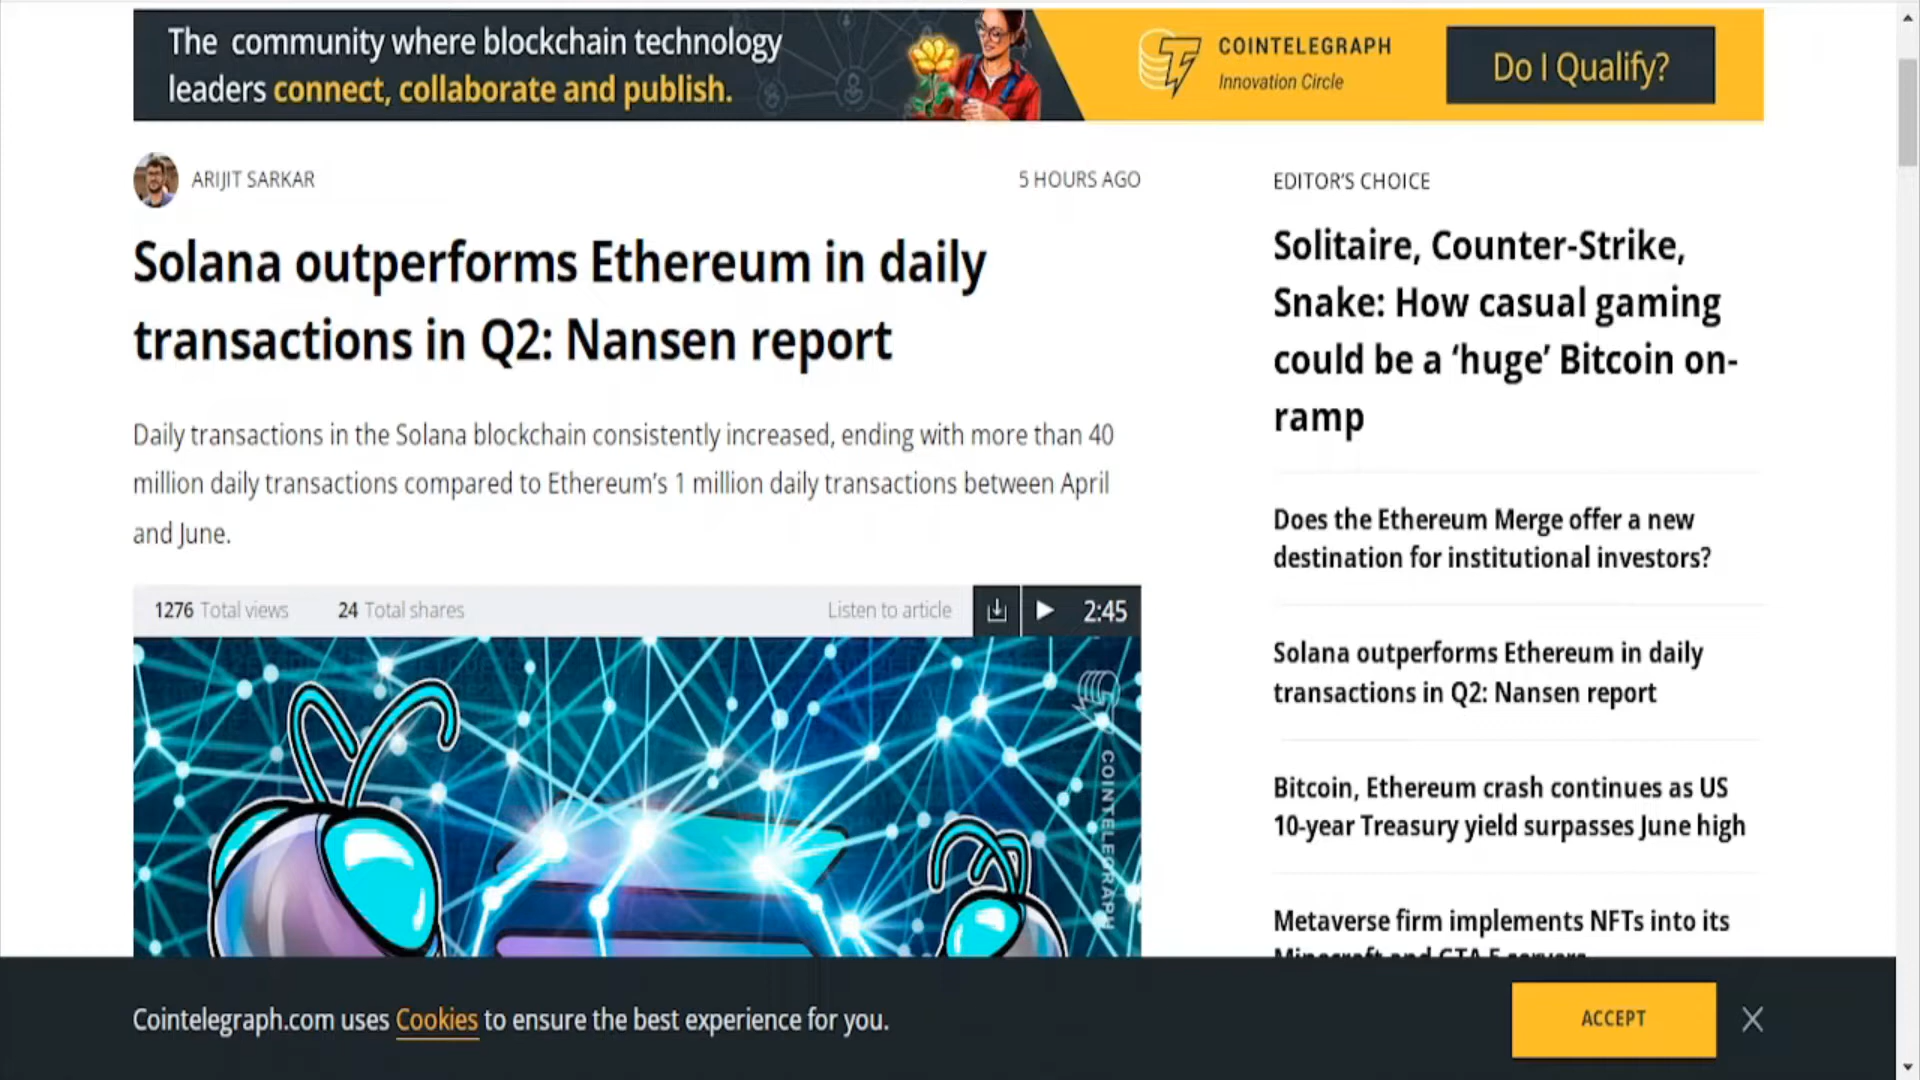 The community where blockchain technology
leaders connect, collaborate and publish.
COINTELEGRAPH
Innovation Circle
Do I Qualify?
ARIJIT SARKAR
5 HOURS AGO
Solana outperforms Ethereum in daily
transactions in Q2: Nansen report
Daily transactions in the Solana blockchain consistently increased, ending with more than 40
million daily transactions compared to Ethereum’s 1 million daily transactions between April
and June.
1276 Total views
24 Total shares
Listen to article
2:45
COINTELEGRAPH
EDITOR’S CHOICE
Solitaire, Counter-Strike,
Snake: How casual gaming
could be a ‘huge’ Bitcoin on-
ramp
Does the Ethereum Merge offer a new
destination for institutional investors?
Solana outperforms Ethereum in daily
transactions in Q2: Nansen report
Bitcoin, Ethereum crash continues as US
10-year Treasury yield surpasses June high
Metaverse firm implements NFTs into its
Minecraft and GTA 5 servers
Cointelegraph.com uses Cookies to ensure the best experience for you.
ACCEPT